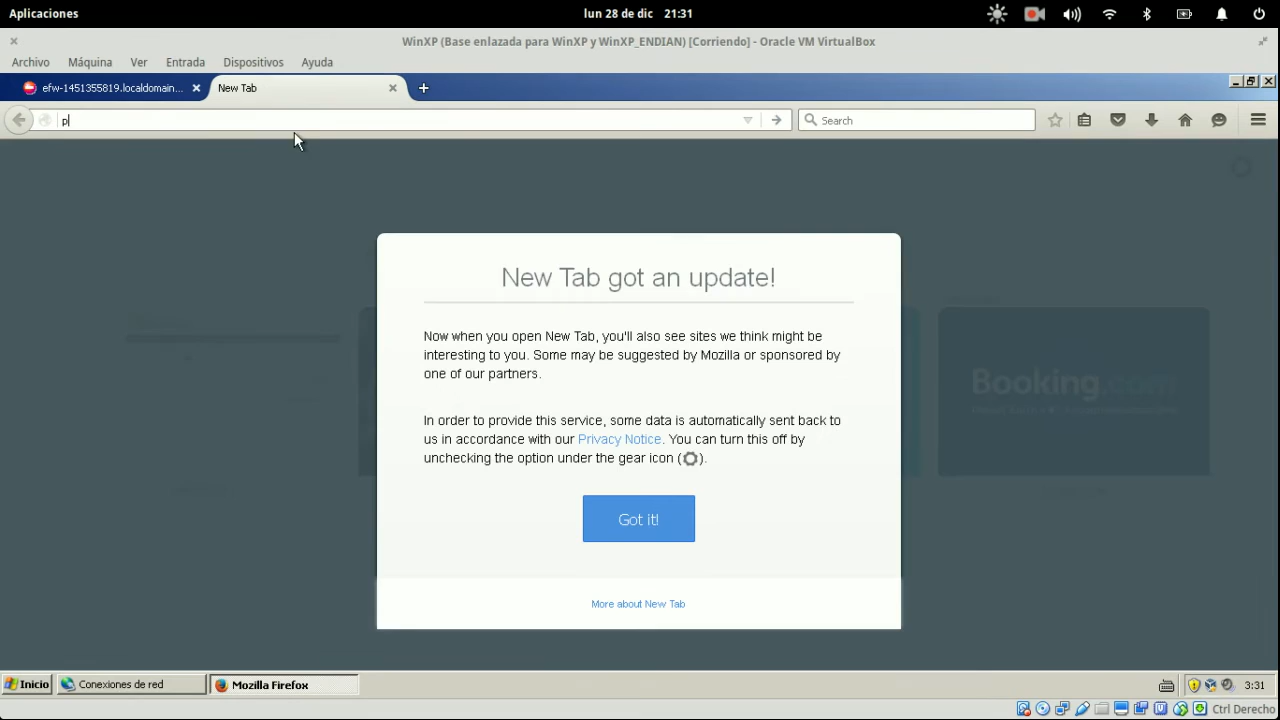 Aplicaciones
lun 28 de dic 21:31
WinXP (Base enlazada para WinXP y WinXP_ENDIAN) [Corriendo] - Oracle VM VirtualBox
Archivo Máquina Ver Entrada Dispositivos Ayuda
efw-1451355819.localdomain... New Tab
pl Search
New Tab got an update!
Now when you open New Tab, you'll also see sites we think might be
interesting to you. Some may be suggested by Mozilla or sponsored by
one of our partners.
Booking.com
In order to provide this service, some data is automatically sent back to
us in accordance with our Privacy Notice. You can turn this off by
unchecking the option under the gear icon ( ).
Got it!
More about New Tab
Inicio Conexiones de red Mozilla Firefox 3:31
Ctrl Derecho